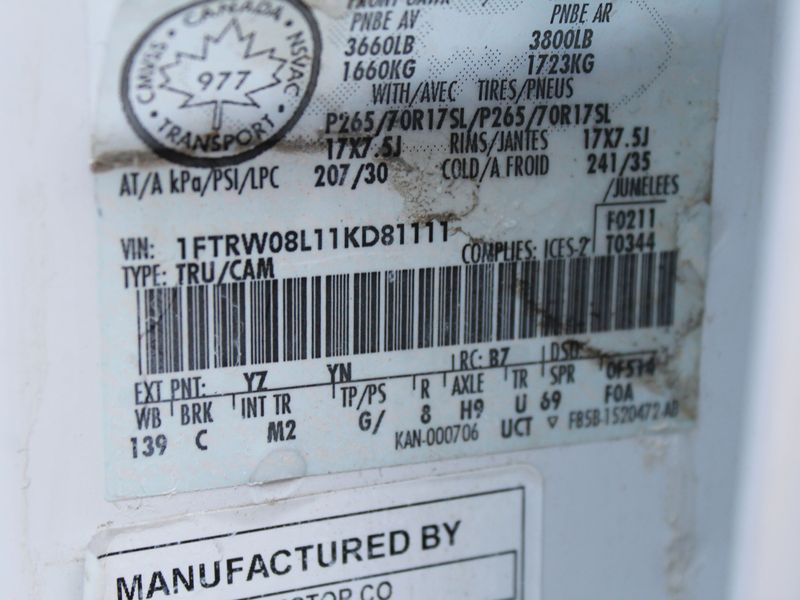 CANADA
CMVSS NSVAC
977
TRANSPORT
PNBE AV PNBE AR
3660LB 3800LB
1660KG 1723KG
WITH/AVEC TIRES/PNEUS
P265/70R17SL/P265/70R17SL
17X7.5J RIMS/JANTES 17X7.5J
AT/A kPa/PSI/LPC 207/30 COLD/A FROID 241/35
/JUMELEES
VIN: 1FTRW08L11KD81111 F0211
TYPE: TRU/CAM COMPLIES: ICES-2 T0344
EXT PNT: YZ YN RC: B7 DSO:
WB BRK INT TR TP/PS R AXLE TR SPR 0F514
139 C M2 G/ 8 H9 U 69 F0A
KAN-000706 UCT ▽ F85B-1520472-AB
MANUFACTURED BY
MOTOR CO